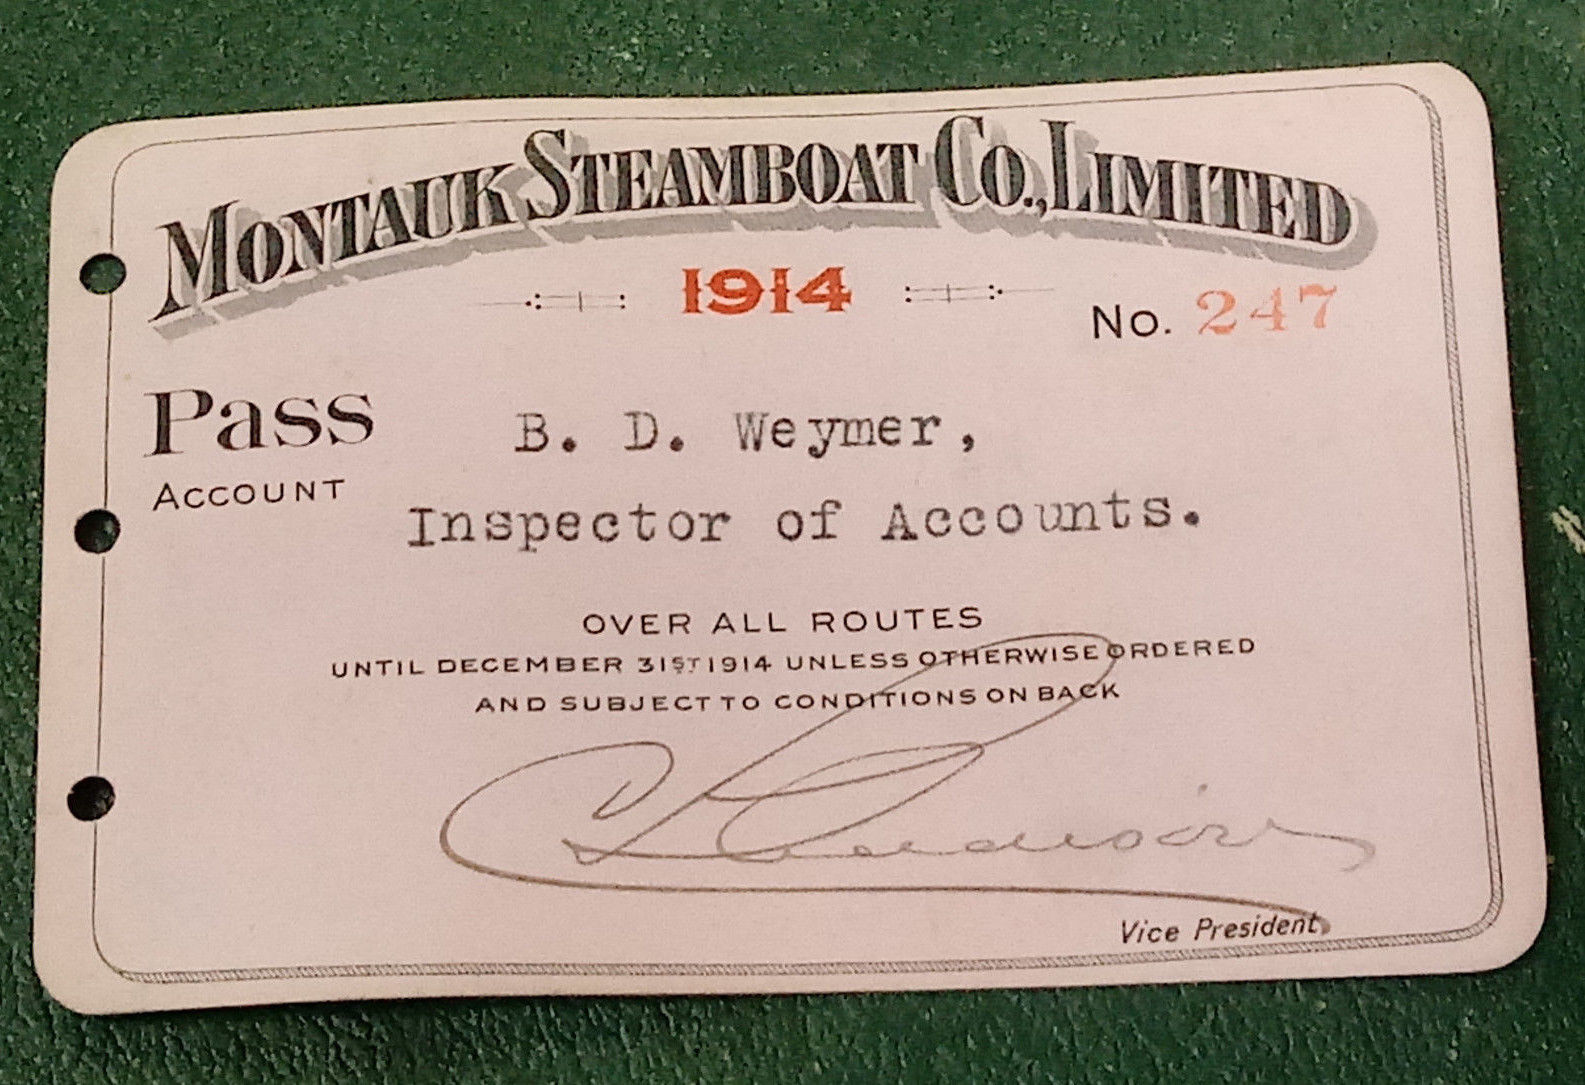 MONTAUK STEAMBOAT CO., LIMITED
1914
No. 247
Pass B. D. Weymer,
ACCOUNT Inspector of Accounts.
OVER ALL ROUTES
UNTIL DECEMBER 31ST 1914 UNLESS OTHERWISE ORDERED
AND SUBJECT TO CONDITIONS ON BACK
Vice President